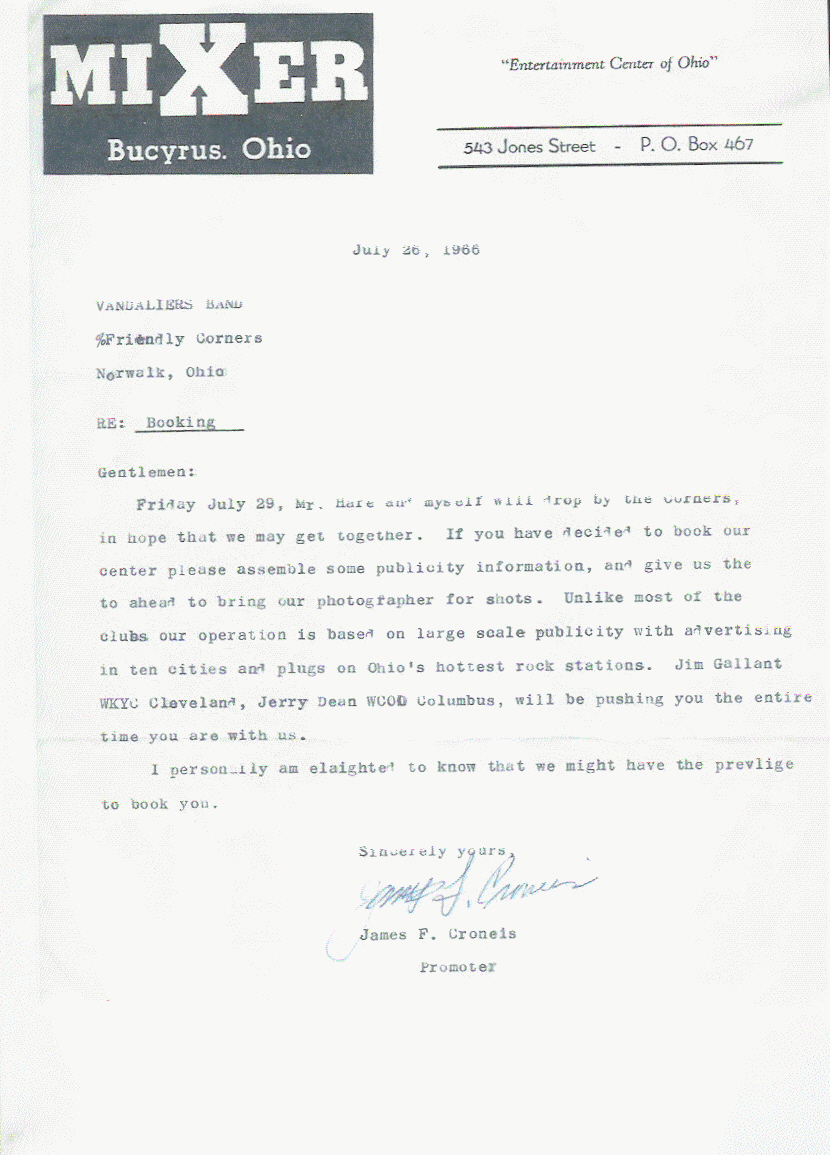 MIXER
Bucyrus. Ohio
"Entertainment Center of Ohio"
543 Jones Street - P. O. Box 467
July 26, 1966
VANDALIERS BAND
%Friendly Corners
Norwalk, Ohio
RE: Booking
Gentlemen:
Friday July 29, Mr. Hare and myself will drop by the Corners,
in hope that we may get together. If you have decided to book our
center please assemble some publicity information, and give us the
to ahead to bring our photografher for shots. Unlike most of the
clubs our operation is based on large scale publicity with advertising
in ten cities and plugs on Ohio's hottest rock stations. Jim Gallant
WKYC Cleveland, Jerry Dean WCOD Columbus, will be pushing you the entire
time you are with us.
I personally am elaighted to know that we might have the prevlige
to book you.
Sincerely yours,
James F. Croneis
James F. Croneis
Promoter